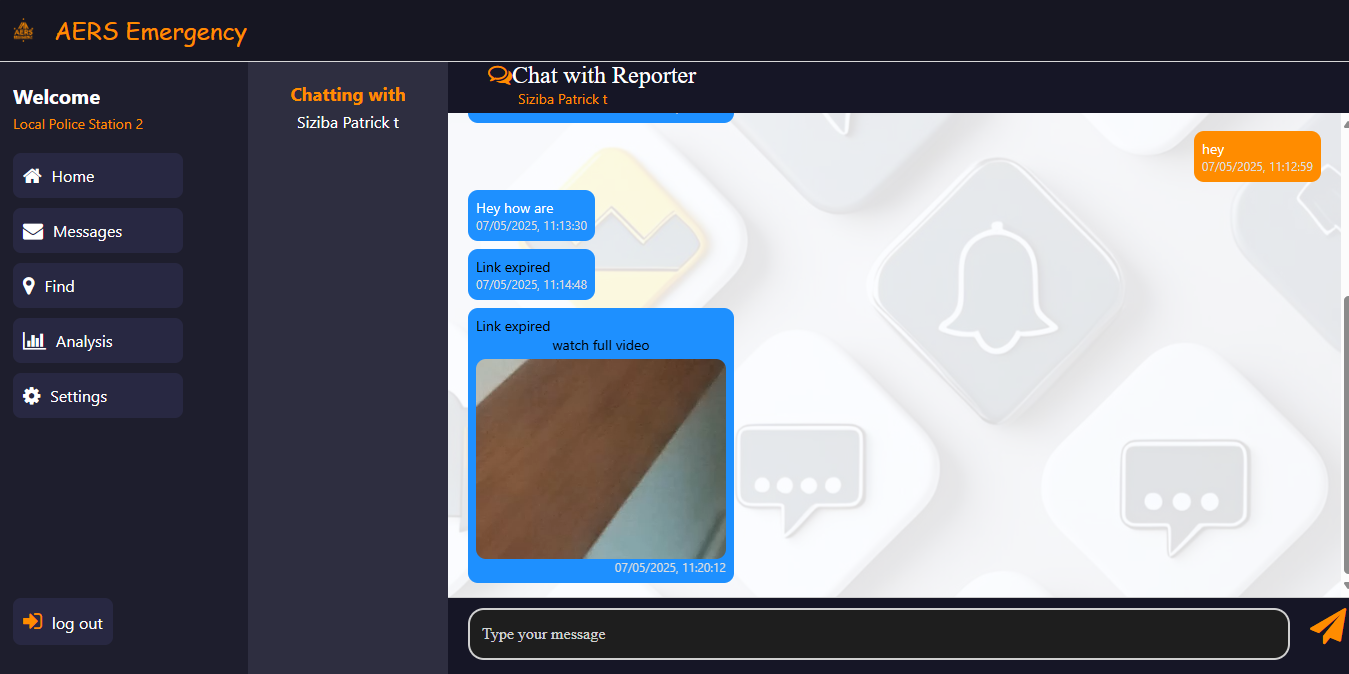 AERS
AERS Emergency
Welcome
Local Police Station 2
Home
Messages
Find
Analysis
Settings
log out
Chatting with
Siziba Patrick t
Chat with Reporter
Siziba Patrick t
hey
07/05/2025, 11:12:59
Hey how are
07/05/2025, 11:13:30
Link expired
07/05/2025, 11:14:48
Link expired
watch full video
07/05/2025, 11:20:12
Type your message